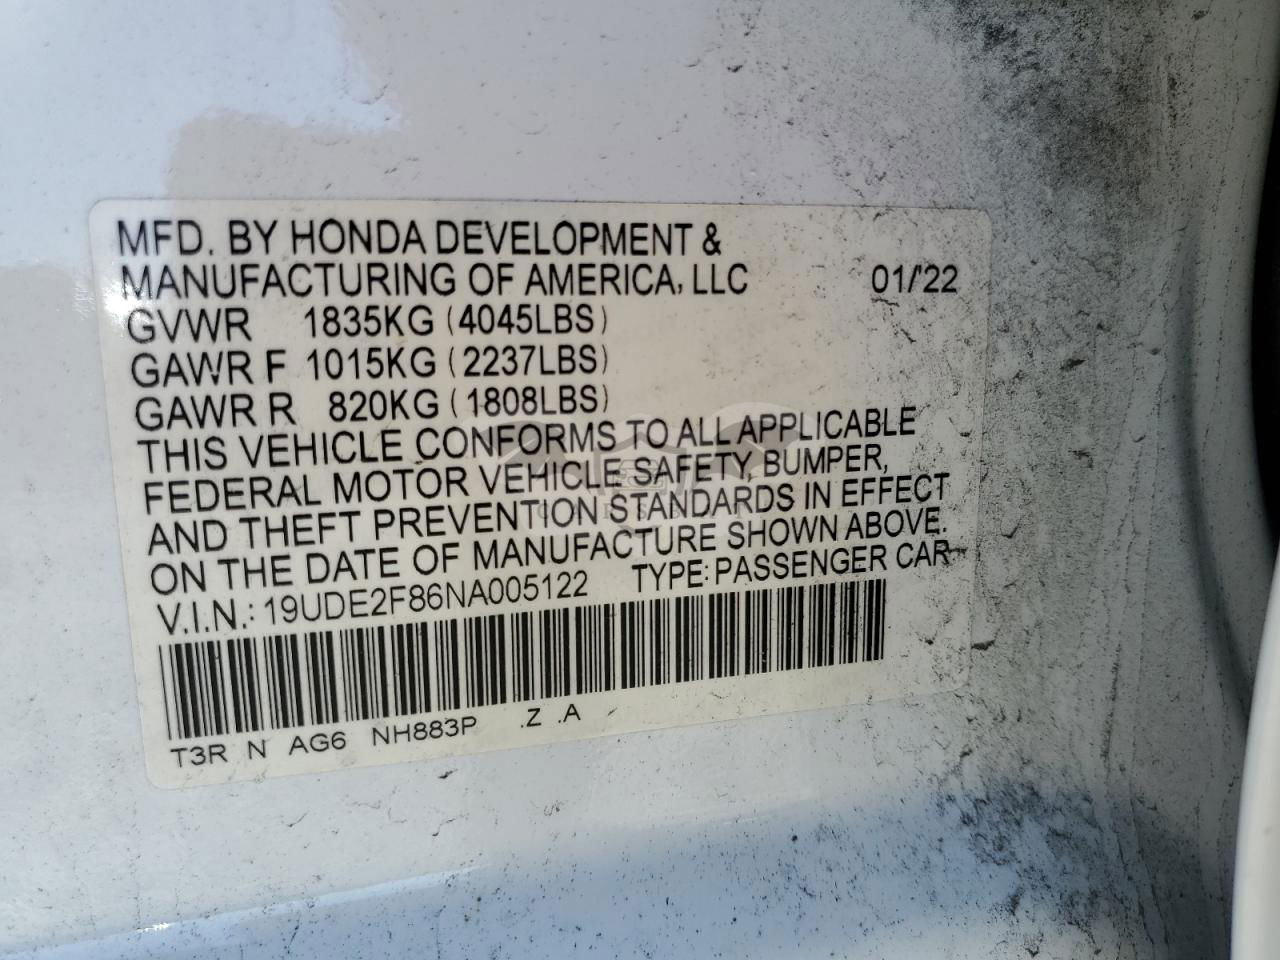 MFD. BY HONDA DEVELOPMENT &
MANUFACTURING OF AMERICA, LLC 01/'22
GVWR 1835KG (4045LBS)
GAWR F 1015KG (2237LBS)
GAWR R 820KG (1808LBS)
THIS VEHICLE CONFORMS TO ALL APPLICABLE
FEDERAL MOTOR VEHICLE SAFETY, BUMPER,
AND THEFT PREVENTION STANDARDS IN EFFECT
ON THE DATE OF MANUFACTURE SHOWN ABOVE.
V.I.N.: 19UDE2F86NA005122 TYPE: PASSENGER CAR
T3R N AG6 NH883P .Z .A